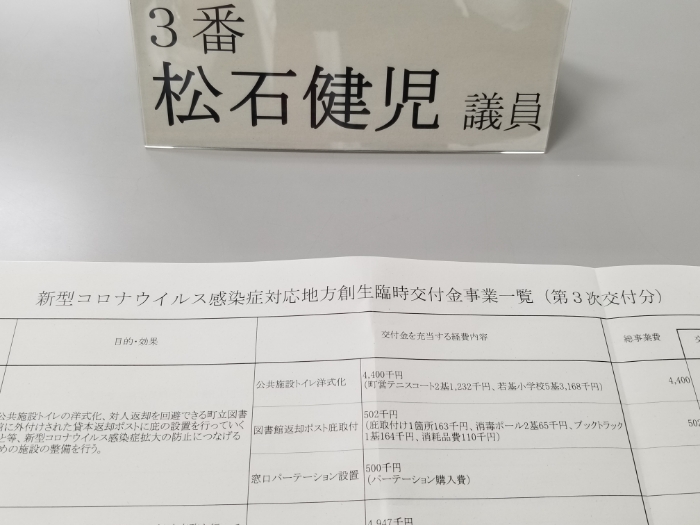 3番
松石健児 議員
新型コロナウイルス感染症対応地方創生臨時交付金事業一覧（第3次交付分）
目的・効果
交付金を充当する経費内容
総事業費
公共施設トイレの洋式化、対人返却を回避できる町立図書
に外付けされた貸本返却ポストに庇の設置を行っていく
と等、新型コロナウイルス感染症拡大の防止につなげる
めの施設の整備を行う。
公共施設トイレ洋式化
4,400千円
（町営テニスコート2基1,232千円、若基小学校5基3,168千円）
4,400
図書館返却ポスト庇取付
502千円
（庇取付け1箇所163千円、消毒ポール2基65千円、ブックトラック
1基164千円、消耗品費110千円）
502
窓口パーテーション設置
500千円
（パーテーション購入費）
4,947千円